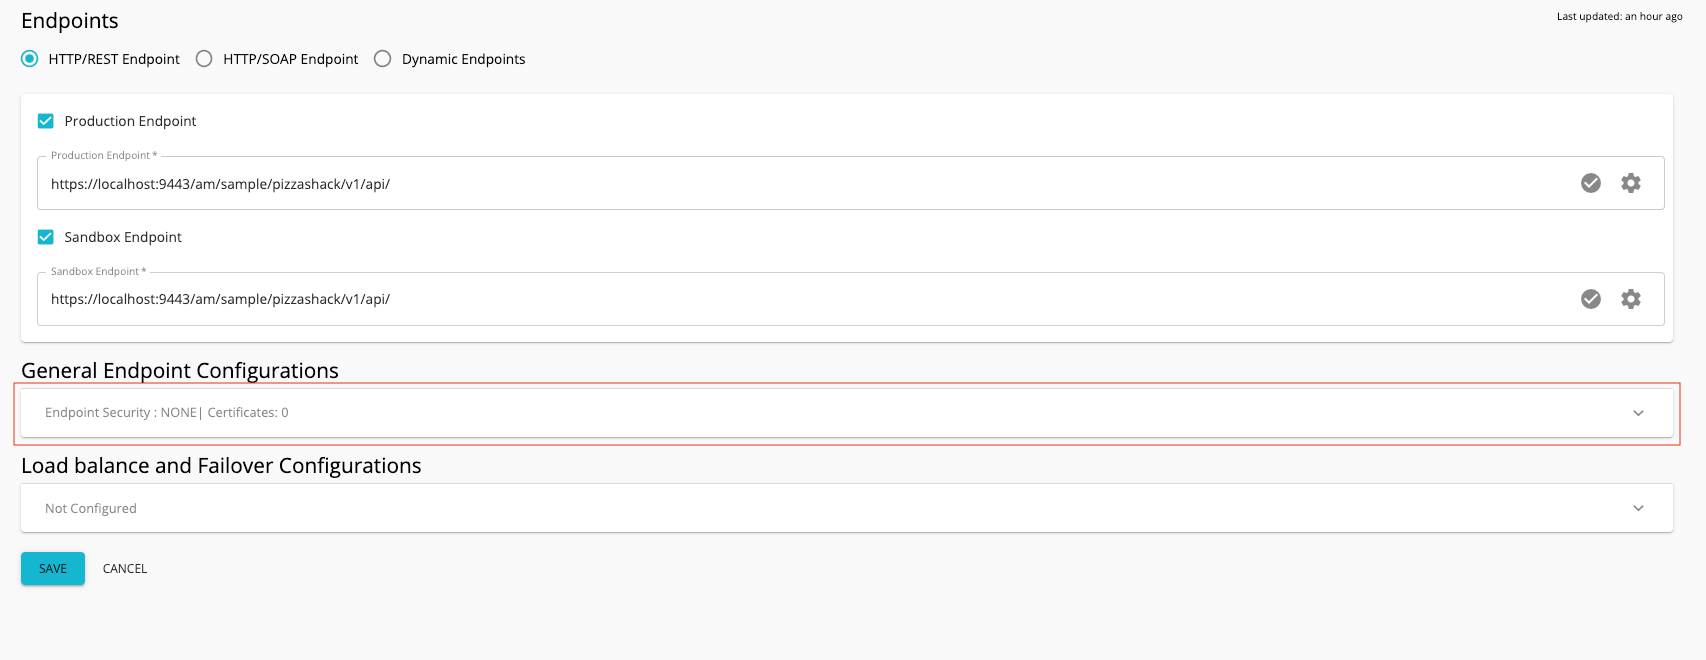 Endpoints
Last updated: an hour ago
HTTP/REST Endpoint HTTP/SOAP Endpoint Dynamic Endpoints
Production Endpoint
Production Endpoint *
https://localhost:9443/am/sample/pizzashack/v1/api/
Sandbox Endpoint
Sandbox Endpoint *
https://localhost:9443/am/sample/pizzashack/v1/api/
General Endpoint Configurations
Endpoint Security : NONE| Certificates: 0
Load balance and Failover Configurations
Not Configured
SAVE CANCEL